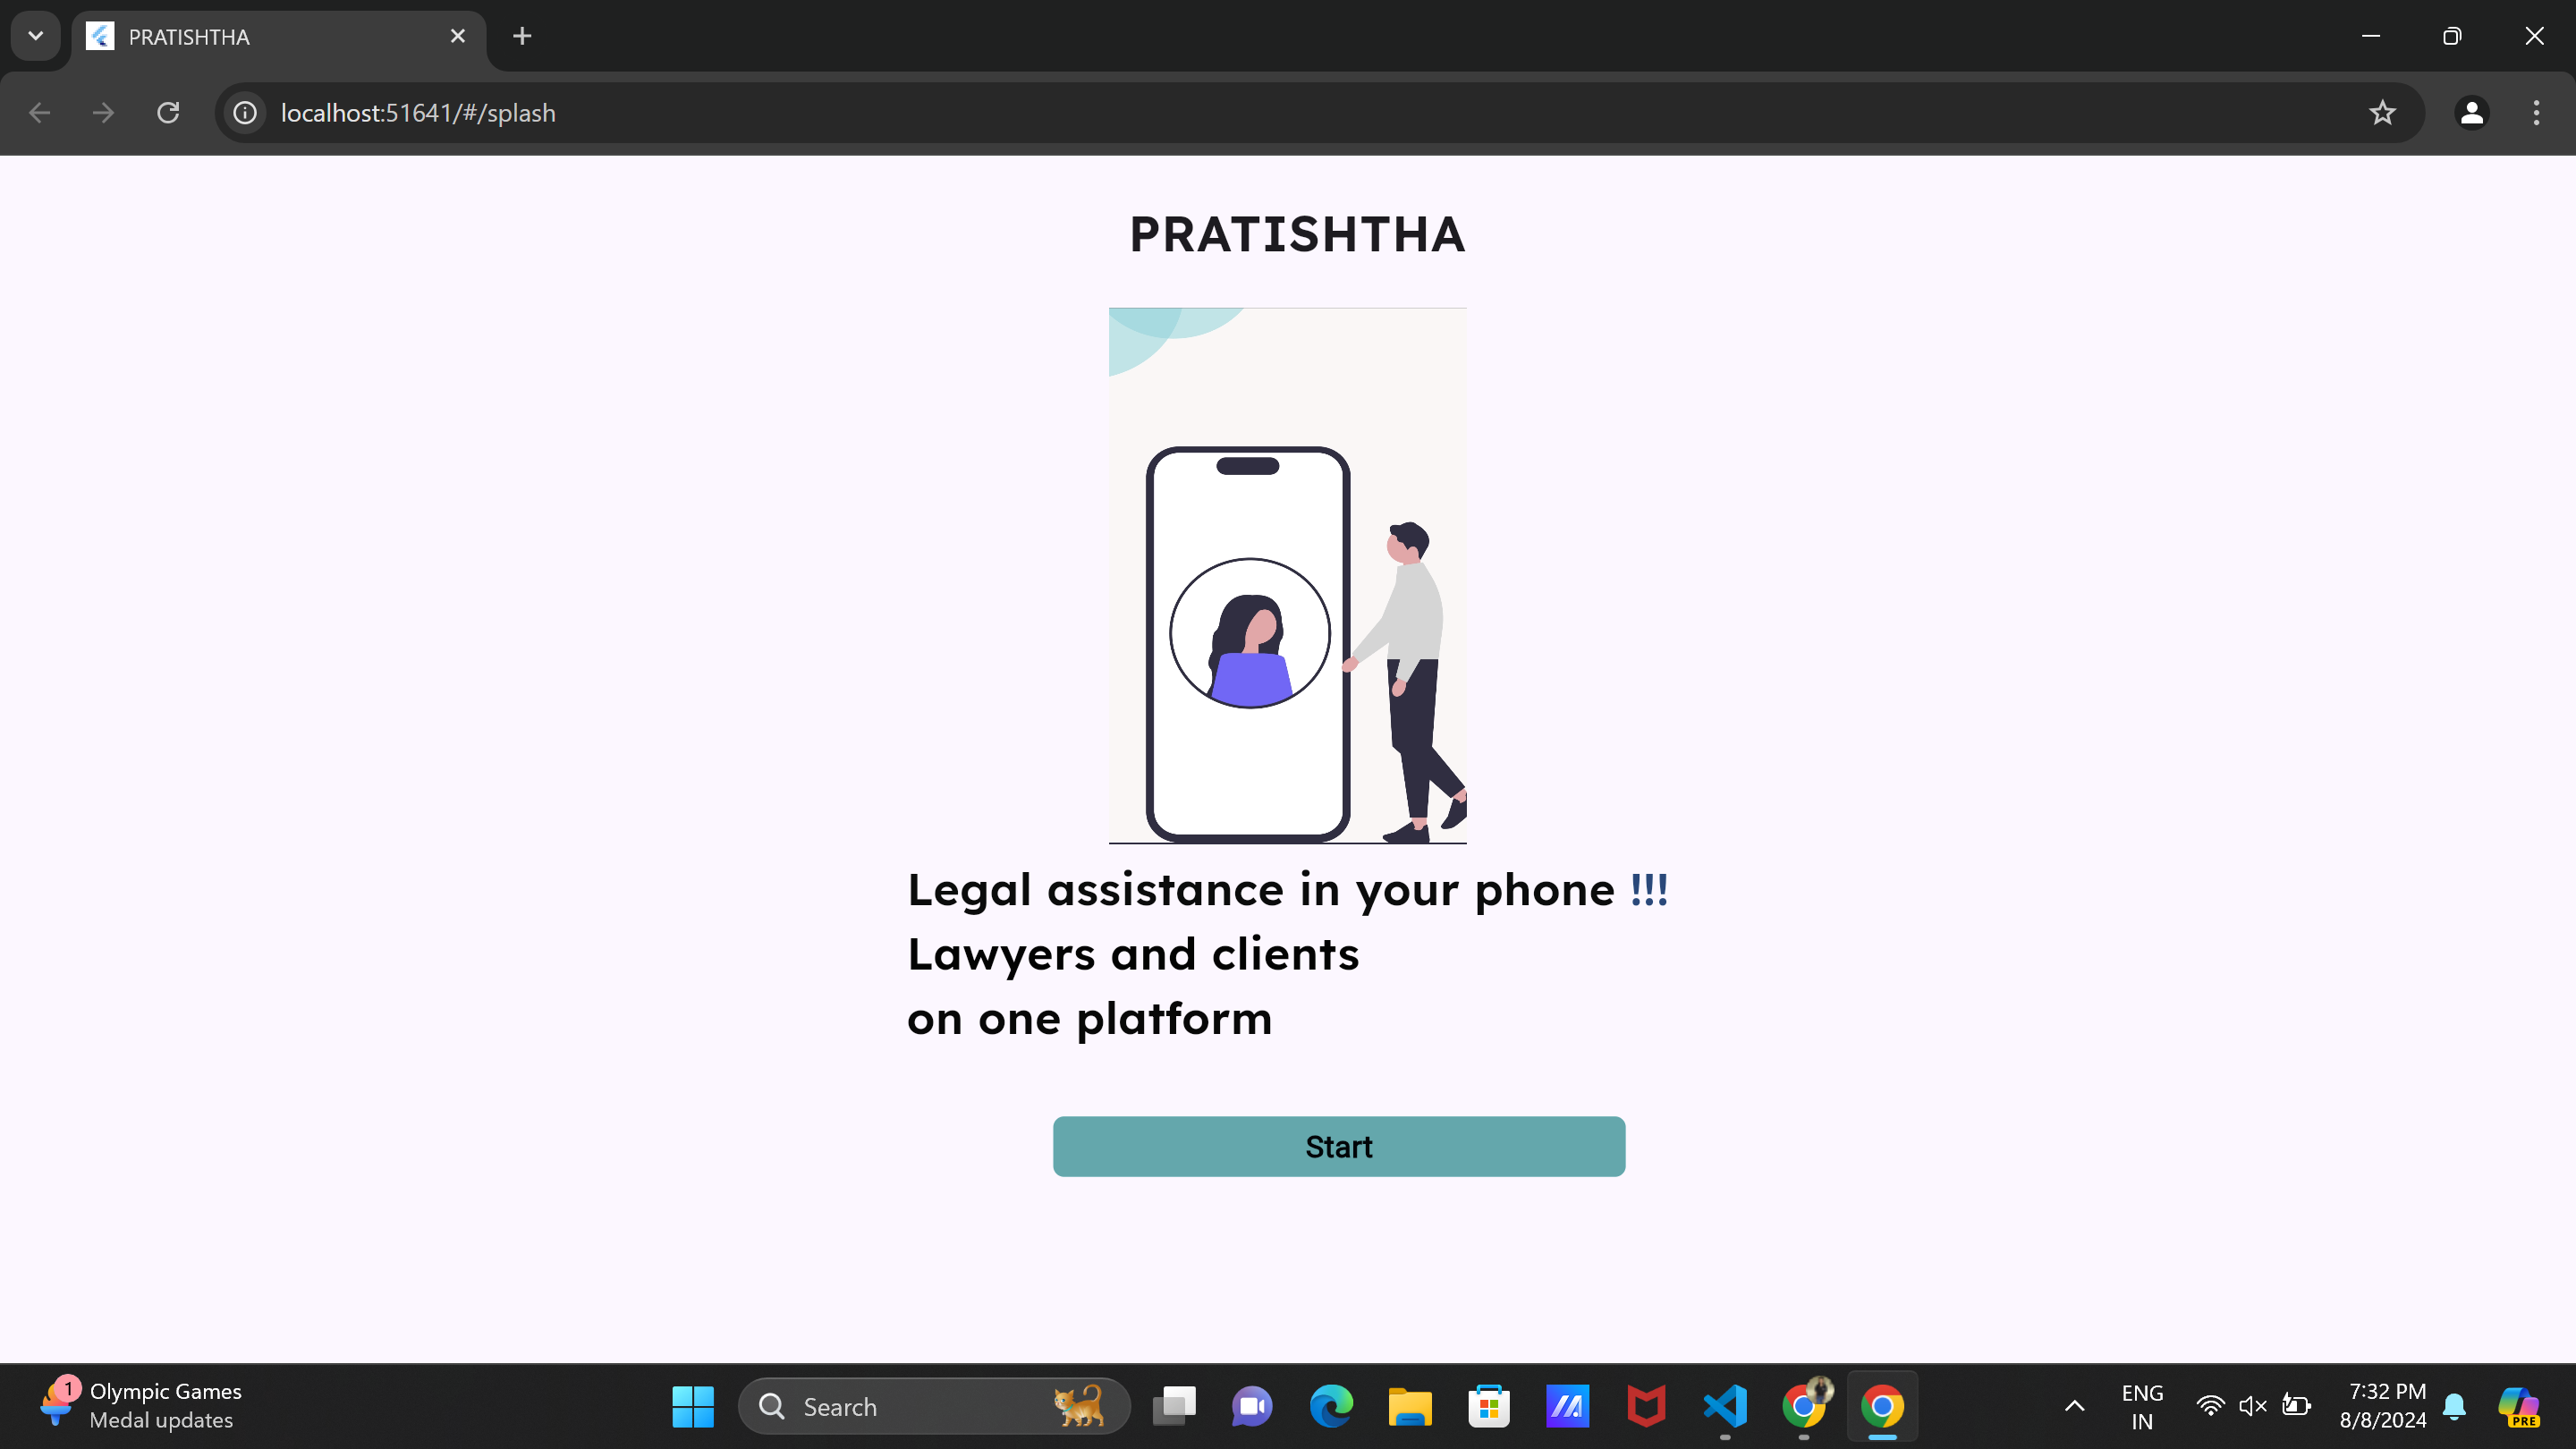 PRATISHTHA
localhost:51641/#/splash
PRATISHTHA
Legal assistance in your phone !!!
Lawyers and clients
on one platform
Start
1
Olympic Games
Medal updates
Search
ENG
IN
7:32 PM
8/8/2024
PRE